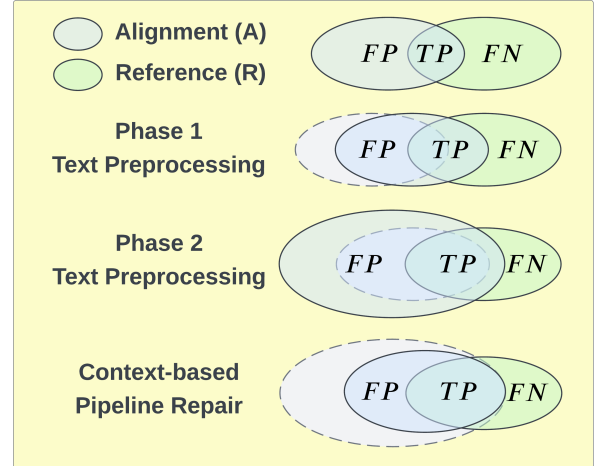 Alignment (A)
Reference (R)
FP TP FN
Phase 1
Text Preprocessing
FP TP FN
Phase 2
Text Preprocessing
FP TP FN
Context-based
Pipeline Repair
FP TP FN